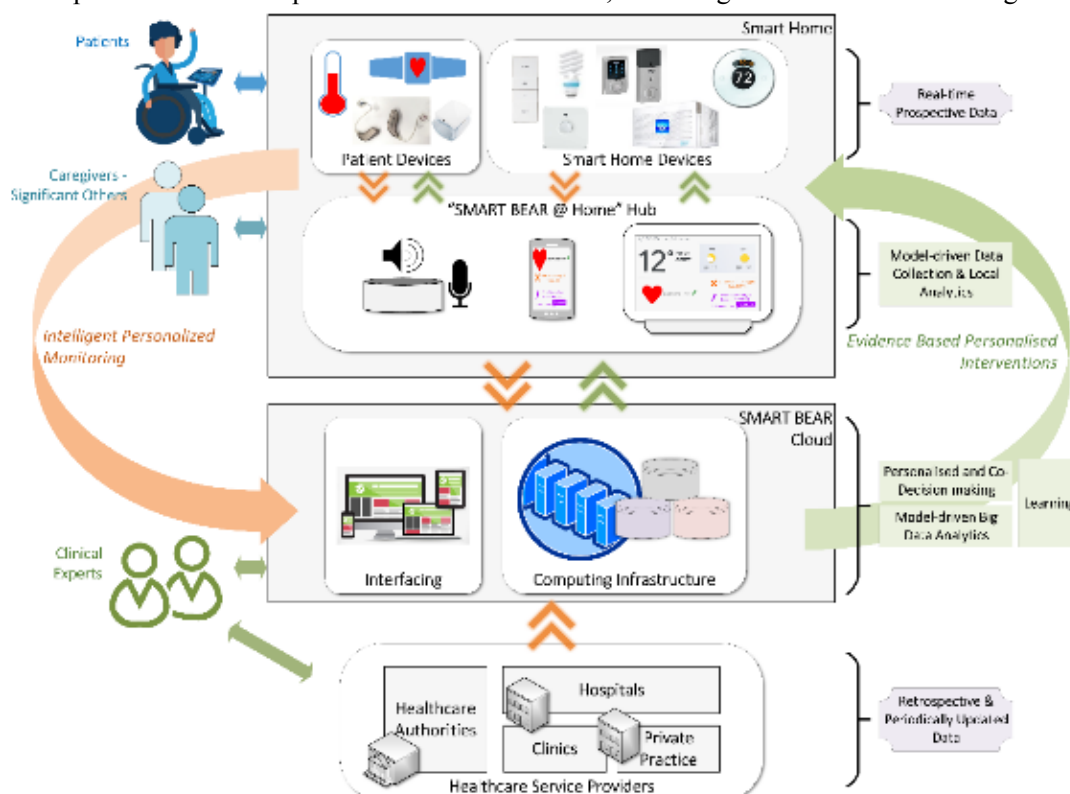 Smart Home
Patients
Patient Devices
72
Smart Home Devices
Real-time
Prospective Data
Caregivers -
Significant Others
"SMART BEAR @ Home" Hub
12°
Model-driven Data
Collection & Local
Analytics
Intelligent Personalized
Monitoring
Evidence Based Personalised
Interventions
SMART BEAR
Cloud
Interfacing
Computing Infrastructure
Personalised and Co-
Decision making
Model-driven Big
Data Analytics
Learning
Clinical
Experts
Healthcare
Authorities
Hospitals
Clinics
Private
Practice
Healthcare Service Providers
Retrospective &
Periodically Updated
Data